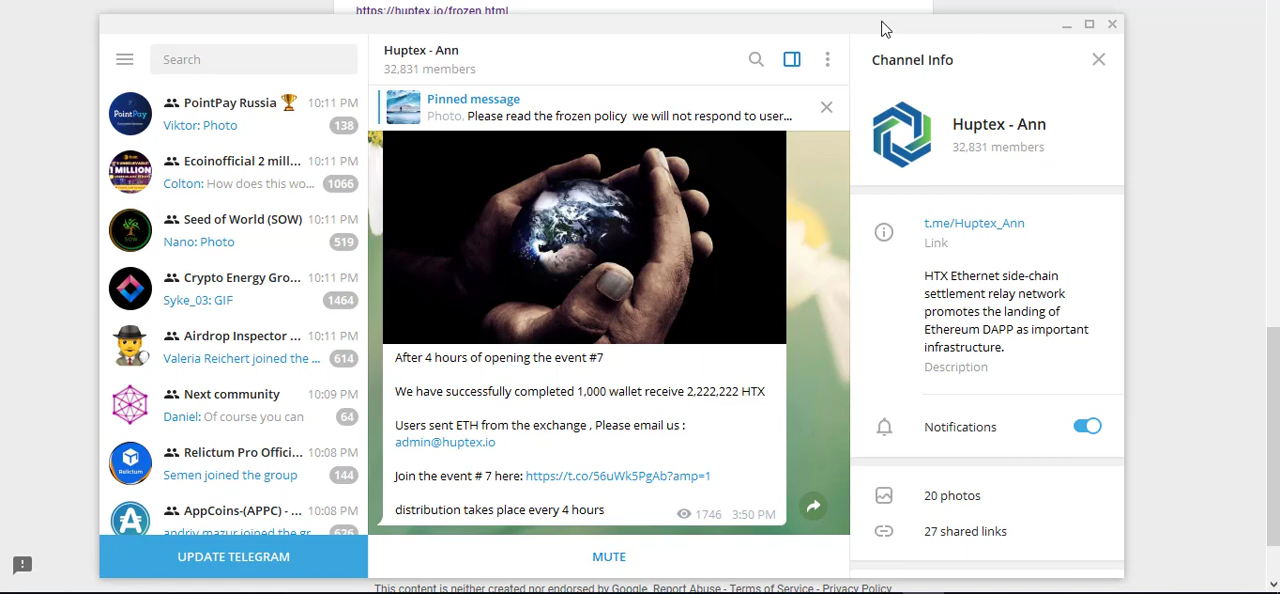 https://huptex.io/frozen.html
Search
PointPay Russia 🏆 10:11 PM
Viktor: Photo 138
Ecoinofficial 2 mill... 10:11 PM
Colton: How does this wo... 1066
Seed of World (SOW) 10:11 PM
Nano: Photo 519
Crypto Energy Gro... 10:11 PM
Syke_03: GIF 1464
Airdrop Inspector ... 10:11 PM
Valeria Reichert joined the ... 614
Next community 10:09 PM
Daniel: Of course you can 64
Relictum Pro Offici... 10:08 PM
Semen joined the group 144
AppCoins-(APPC) - ... 10:08 PM
andriy mazur joined the gr... 626
UPDATE TELEGRAM
PointPay
1 MILLION
SOW
Relictum
Huptex - Ann
32,831 members
Pinned message
Photo, Please read the frozen policy we will not respond to user...
After 4 hours of opening the event #7
We have successfully completed 1,000 wallet receive 2,222,222 HTX
Users sent ETH from the exchange , Please email us :
admin@huptex.io
Join the event # 7 here: https://t.co/56uWk5PgAb?amp=1
distribution takes place every 4 hours 1746 3:50 PM
MUTE
Channel Info
Huptex - Ann
32,831 members
t.me/Huptex_Ann
Link
HTX Ethernet side-chain
settlement relay network
promotes the landing of
Ethereum DAPP as important
infrastructure.
Description
Notifications
20 photos
27 shared links
This content is neither created nor endorsed by Google. Report Abuse - Terms of Service - Privacy Policy